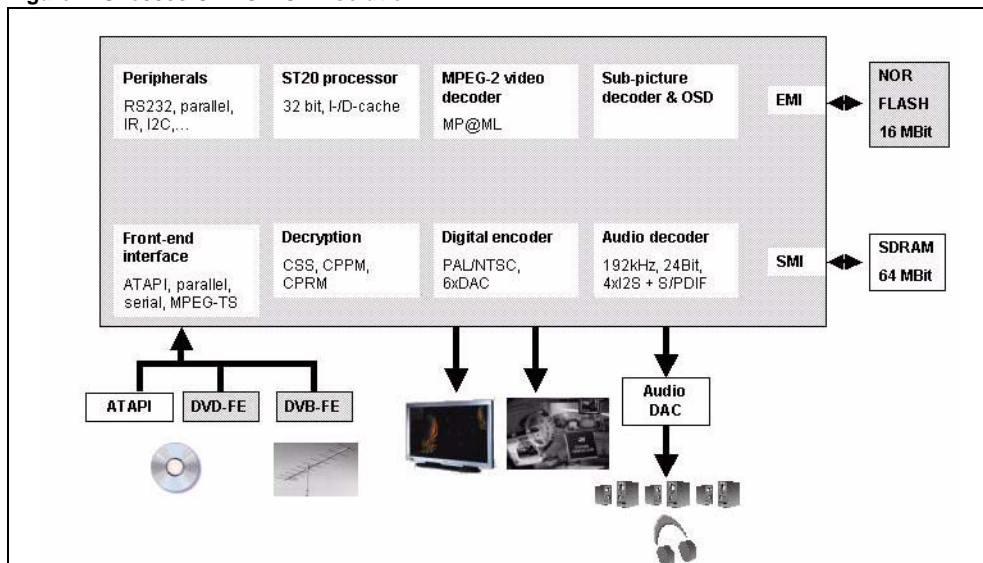 Peripherals
RS232, parallel,
IR, I2C,...
ST20 processor
32 bit, I-/D-cache
MPEG-2 video
decoder
MP@ML
Sub-picture
decoder & OSD
EMI
NOR
FLASH
16 MBit
Front-end
interface
ATAPI, parallel,
serial, MPEG-TS
Decryption
CSS, CPPM,
CPRM
Digital encoder
PAL/NTSC,
6xDAC
Audio decoder
192kHz, 24Bit,
4xI2S + S/PDIF
SMI
SDRAM
64 MBit
ATAPI
DVD-FE
DVB-FE
Audio
DAC